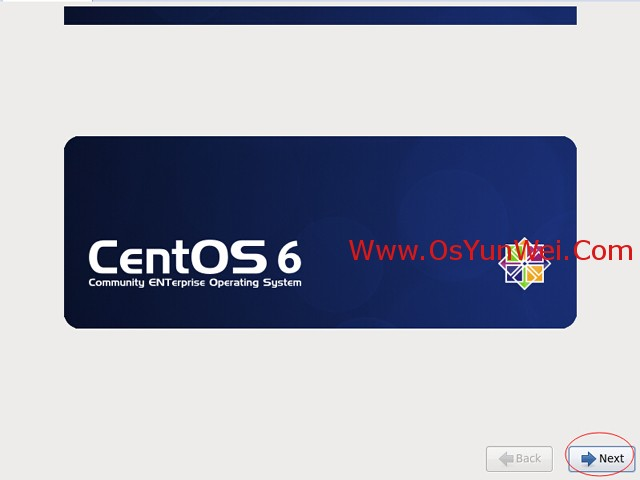 CentOS 6
Community ENTerprise Operating System
Www.OsYunWei.Com
Back
Next